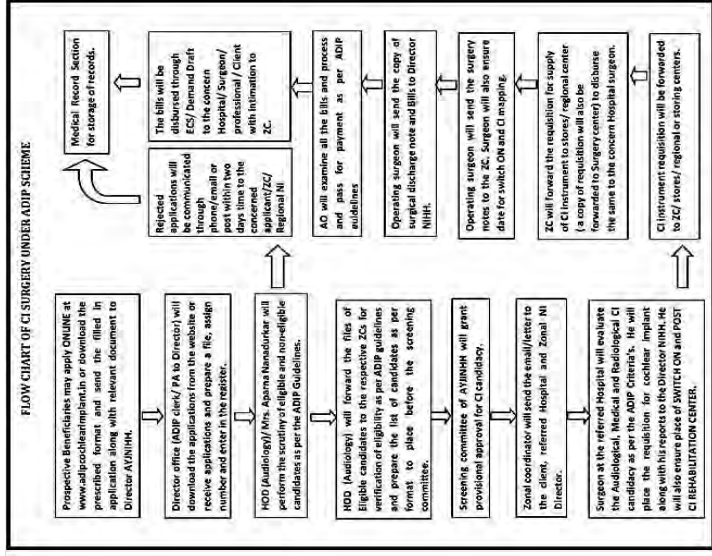 FLOW CHART OF CI SURGERY UNDER ADIP SCHEME
Prospective Beneficiaries may apply ONLINE at
www.adipcochlearimplant.in or download the
prescribed format and send the filled in
application along with relevant document to
Director AYJNIHH.
Director office (ADIP clerk/ PA to Director) will
download the applications from the website or
receive applications and prepare a file, assign
number and enter in the register.
HOD (Audiology)/ Mrs. Aparna Nanadurkar will
perform the scrutiny of eligible and non-eligible
candidates as per the ADIP Guidelines.
HOD (Audiology) will forward the files of
Eligible candidates to the respective ZCs for
verification of eligibility as per ADIP guidelines
and prepare the list of candidates as per
format to place before the screening
committee.
Screening committee of AYJINHH will grant
provisional approval for CI candidacy.
Zonal coordinator will send the email/letter to
the client, referred Hospital and Zonal NI
Director.
Surgeon at the referred Hospital will evaluate
the Audiological, Medical and Radiological CI
candidacy as per the ADIP Criteria's. He will
place the requisition for cochlear implant
along with his reports to the Director NIHH. He
will also ensure place of SWITCH ON and POST
CI REHABILITATION CENTER.
Rejected
applications will
be communicated
through
phone/email or
post within two
days time to the
concerned
applicant/ZC/
Regional NI
CI instrument requisition will be forwarded
to ZC/ stores/ regional or storing centers.
ZC will forward the requisition for supply
of CI Instrument to stores/ regional center
(a copy of requisition will also be
forwarded to Surgery center) to disburse
the same to the concern Hospital surgeon.
Operating surgeon will send the surgery
notes to the ZC. Surgeon will also ensure
date for switch ON and CI mapping.
Operating surgeon will send the copy of
surgical discharge note and Bills to Director
NIHH.
AO will examine all the bills and process
and pass for payment as per ADIP
guidelines
The bills will be
disbursed through
ECS/ Demand Draft
to the concern
Hospital/ Surgeon/
professional / Client
with intimation to
ZC.
Medical Record Section
for storage of records.